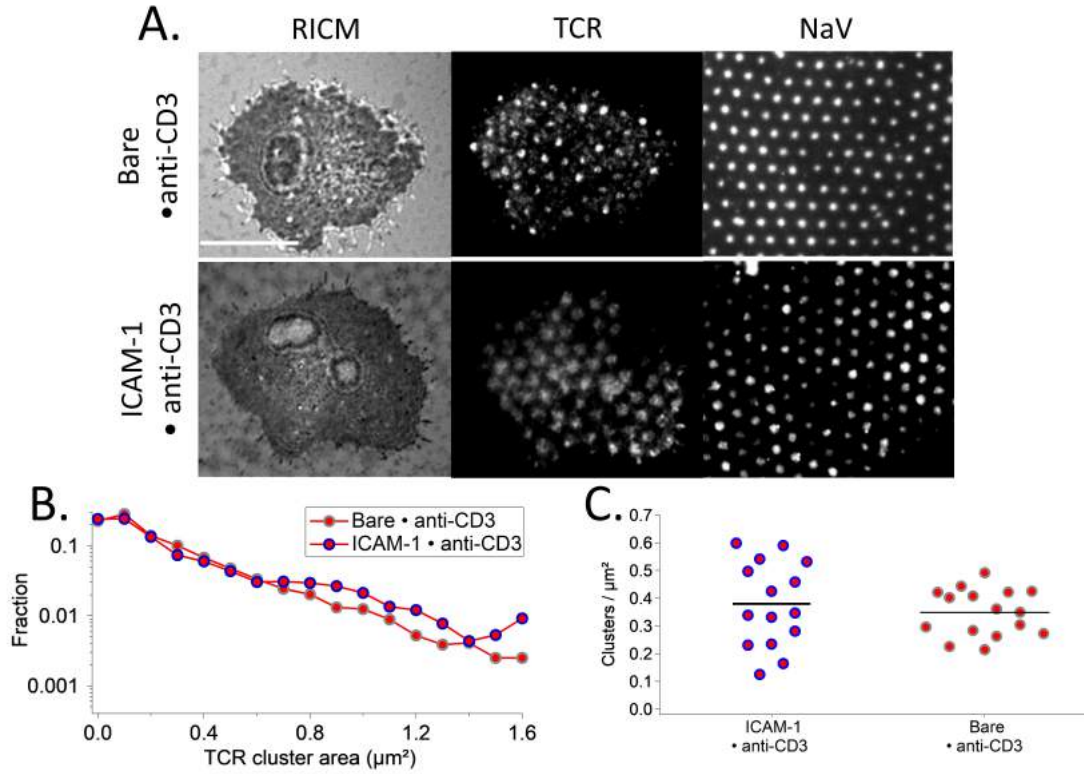 A.
RICM
TCR
NaV
Bare
•anti-CD3
ICAM-1
• anti-CD3
B.
Bare • anti-CD3
ICAM-1 • anti-CD3
Fraction
0.1
0.01
0.001
0.0
0.4
0.8
1.2
1.6
TCR cluster area (µm²)
C.
Clusters / µm²
0.7
0.6
0.5
0.4
0.3
0.2
0.1
0.0
ICAM-1
• anti-CD3
Bare
• anti-CD3